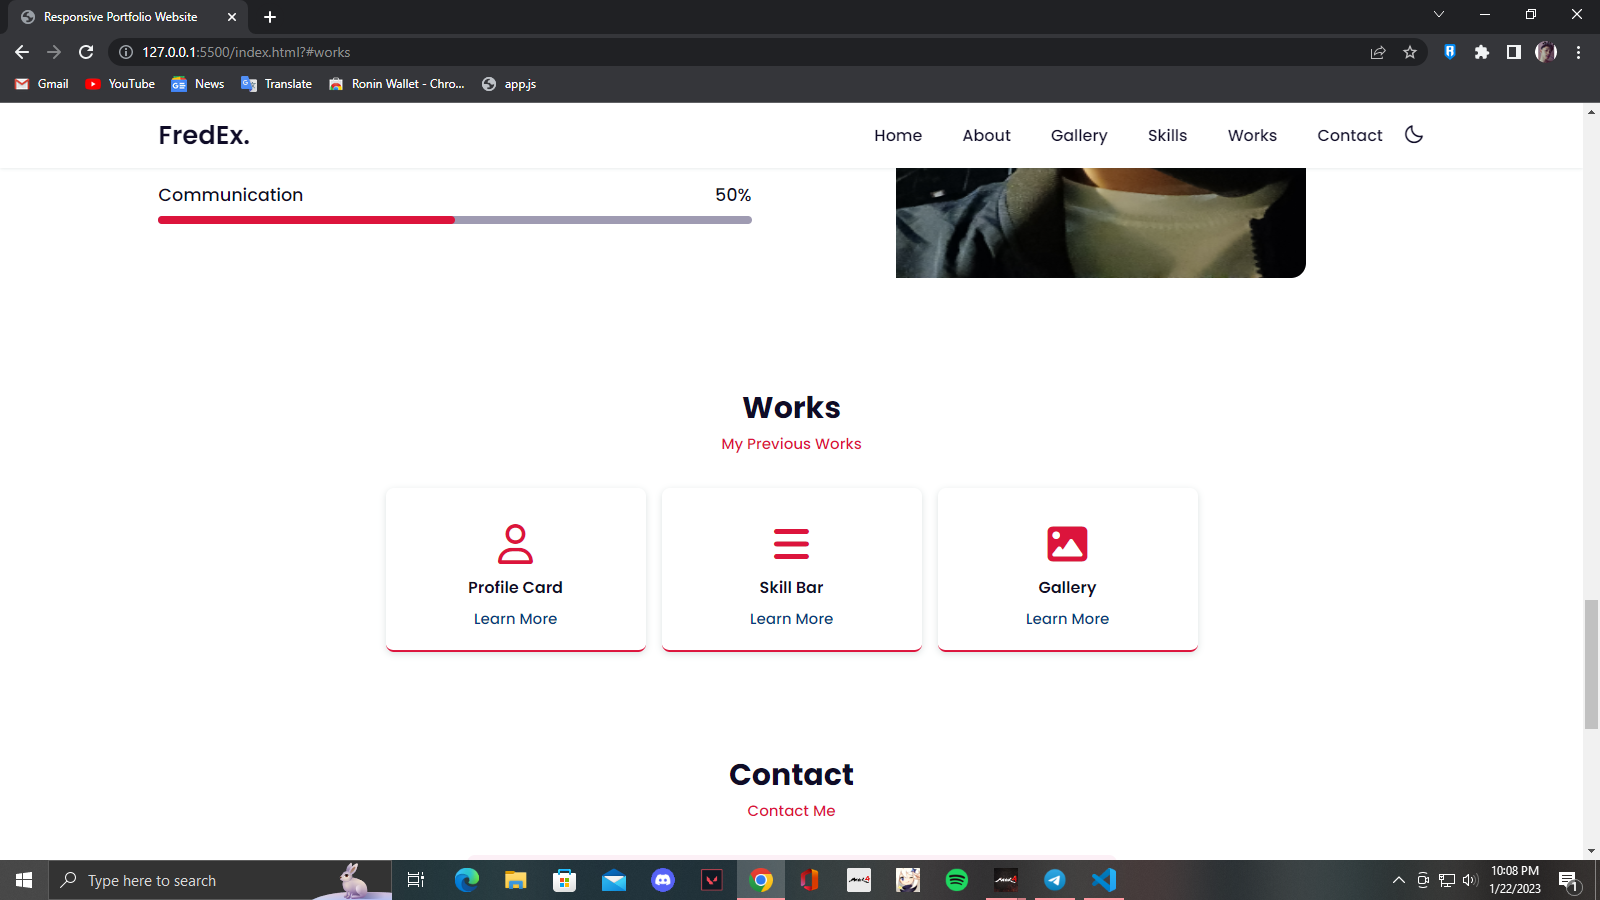 Responsive Portfolio Website
127.0.0.1:5500/index.html?#works
Gmail YouTube News Translate Ronin Wallet - Chro... app.js
FredEx. Home About Gallery Skills Works Contact
Communication 50%
Works
My Previous Works
Profile Card Skill Bar Gallery
Learn More Learn More Learn More
Contact
Contact Me
Type here to search
10:08 PM
1/22/2023
1